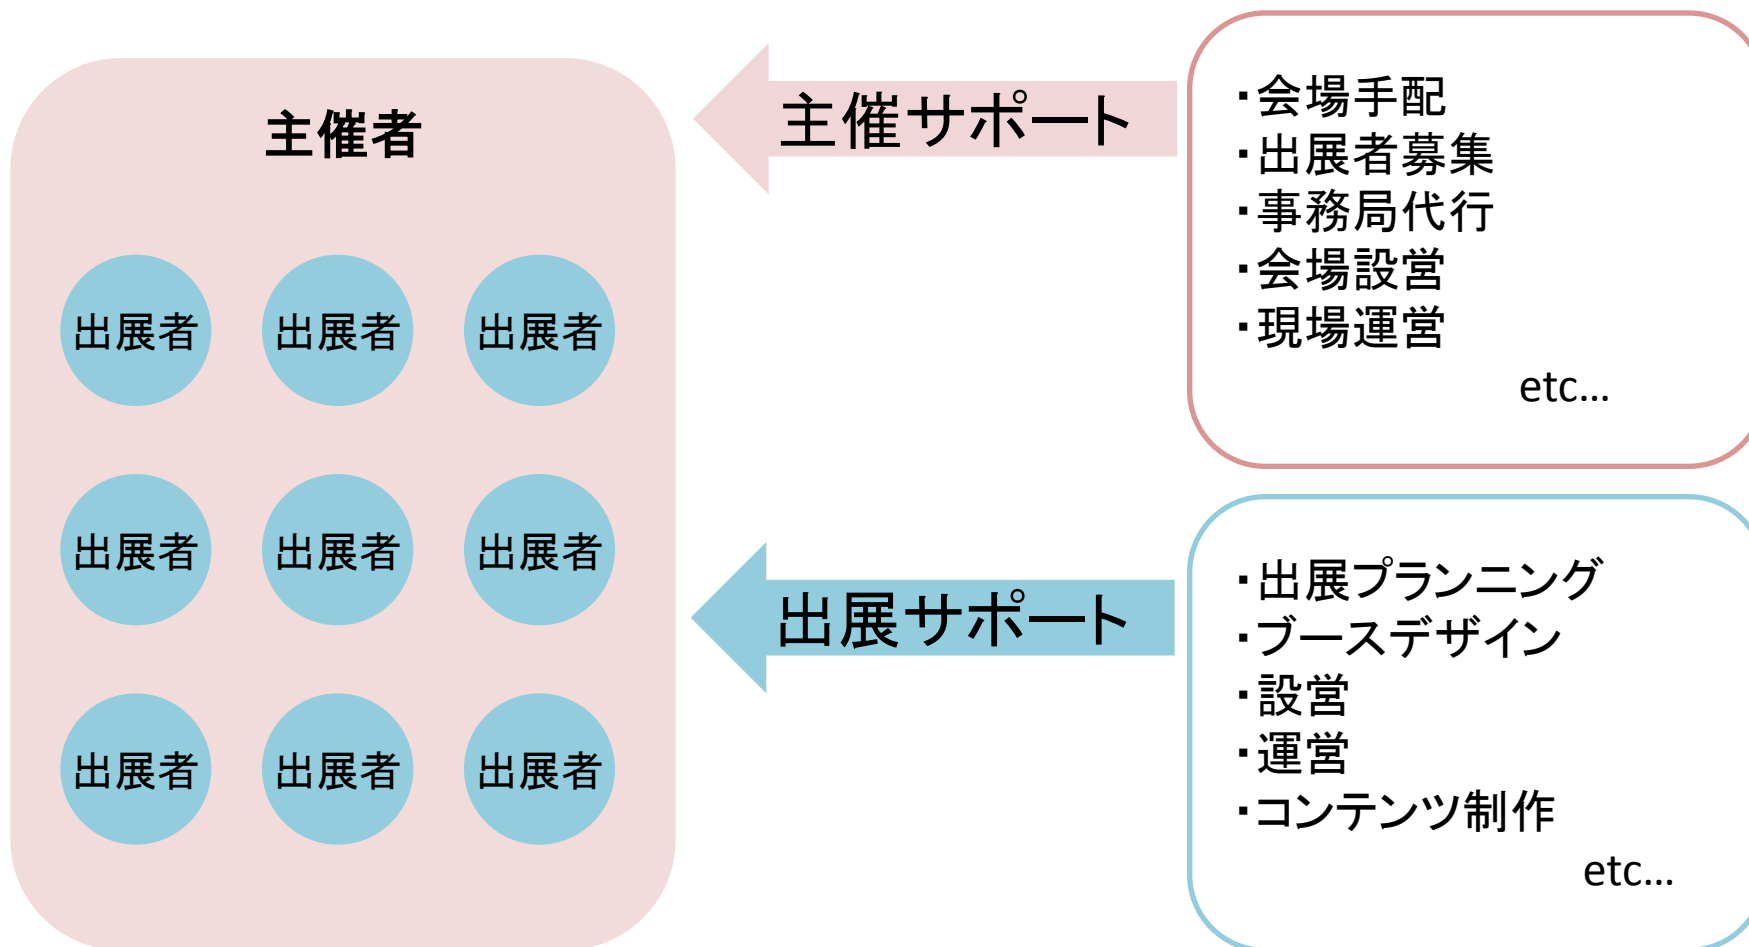 主催者
出展者 出展者 出展者
出展者 出展者 出展者
出展者 出展者 出展者
主催サポート
・会場手配
・出展者募集
・事務局代行
・会場設営
・現場運営
etc...
出展サポート
・出展プランニング
・ブースデザイン
・設営
・運営
・コンテンツ制作
etc...